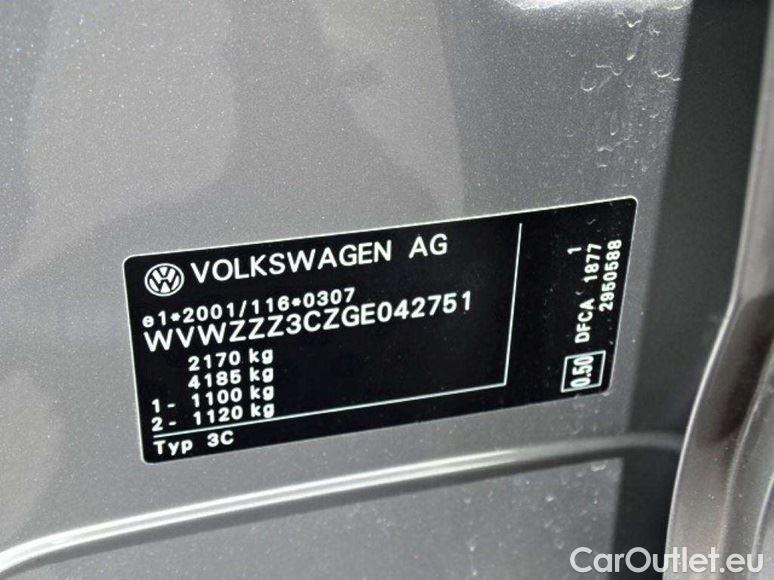 VOLKSWAGEN AG
e1*2001/116*0307
WVWZZZ3CZGE042751
2170 kg
4185 kg
1- 1100 kg
2- 1120 kg
Typ 3C
0.50
DFCA 1877 1
2950588
CarOutlet.eu